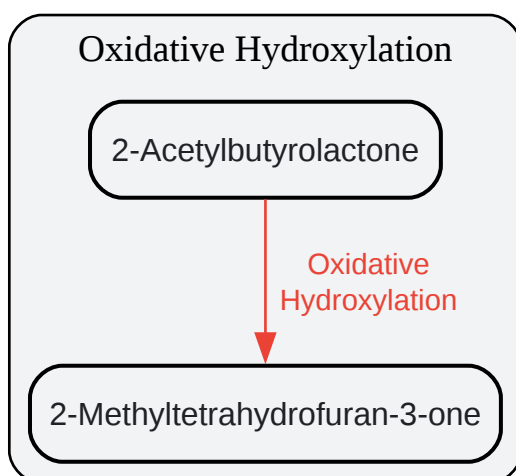 Oxidative Hydroxylation
2-Acetylbutyrolactone
Oxidative
Hydroxylation
2-Methyltetrahydrofuran-3-one